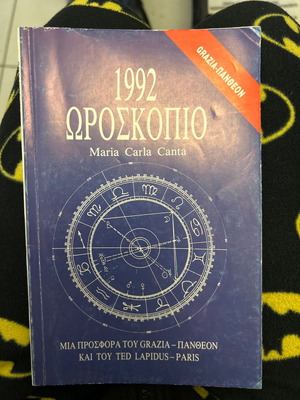 GRAZIA-ΠΑΝΘΕΟΝ
1992
ΩΡΟΣΚΟΠΙΟ
Maria Carla Canta
ΜΙΑ ΠΡΟΣΦΟΡΑ ΤΟΥ GRAZIA – ΠΑΝΘΕΟΝ
ΚΑΙ ΤΟΥ TED LAPIDUS – PARIS